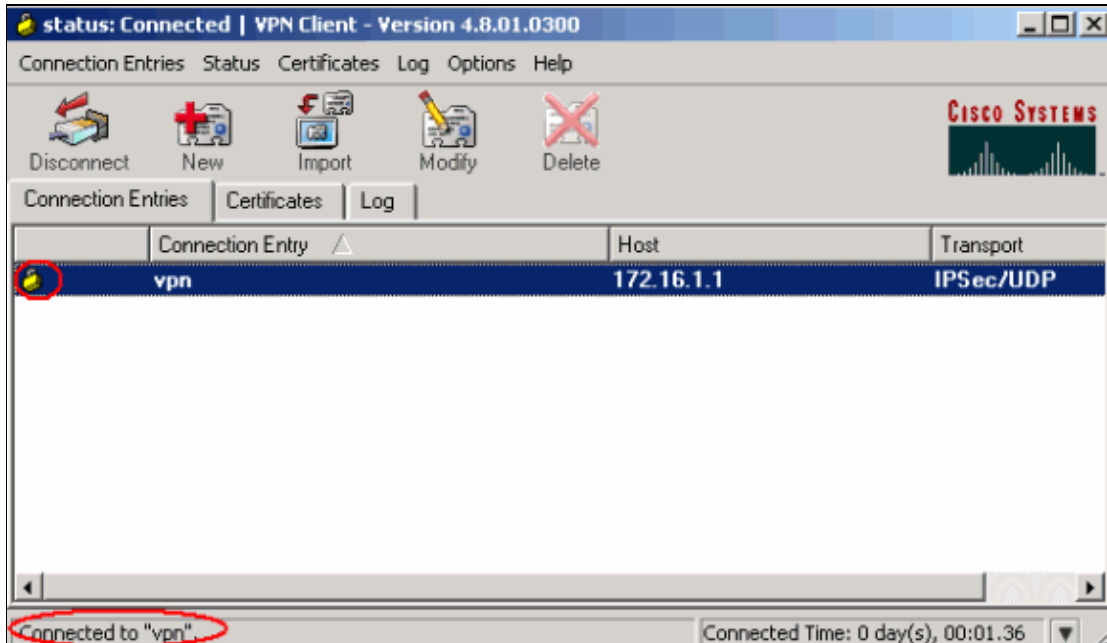 status: Connected | VPN Client - Version 4.8.01.0300
Connection Entries Status Certificates Log Options Help
Disconnect New Import Modify Delete
CISCO SYSTEMS
Connection Entries Certificates Log
Connection Entry Host Transport
vpn 172.16.1.1 IPSec/UDP
Connected to "vpn". Connected Time: 0 day(s), 00:01.36